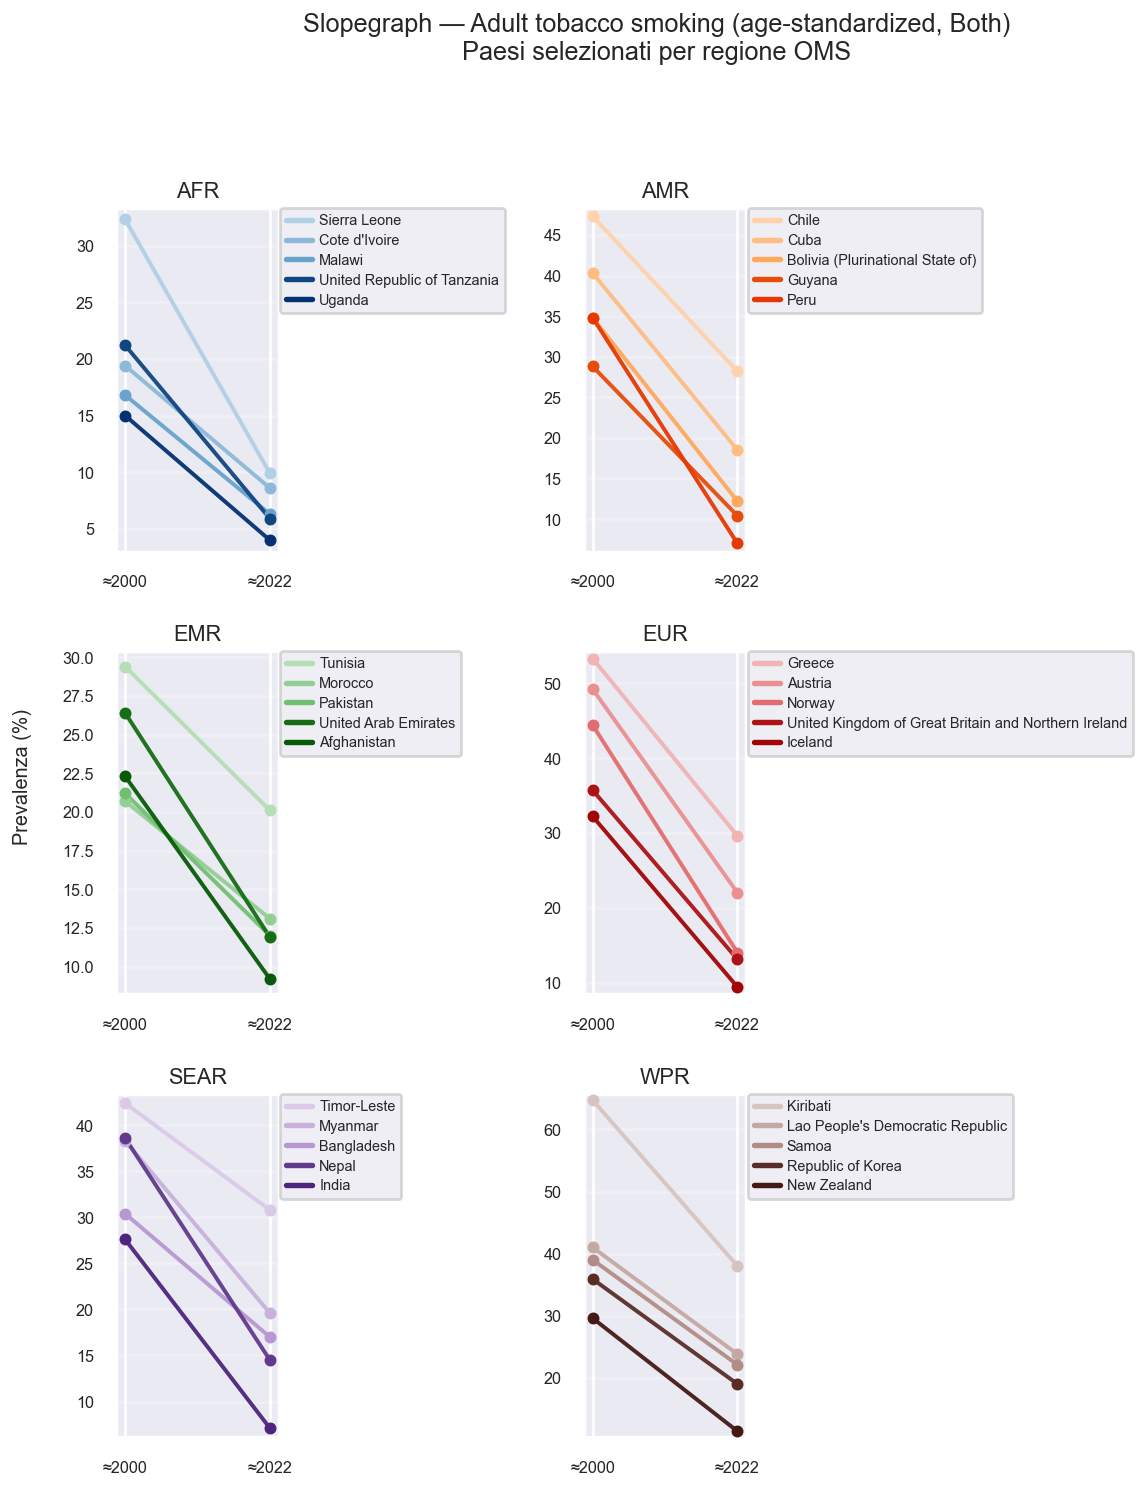 Slopegraph — Adult tobacco smoking (age-standardized, Both)
Paesi selezionati per regione OMS
AFR
30
25
20
15
10
5
≈2000
≈2022
Sierra Leone
Cote d'Ivoire
Malawi
United Republic of Tanzania
Uganda
AMR
45
40
35
30
25
20
15
10
≈2000
≈2022
Chile
Cuba
Bolivia (Plurinational State of)
Guyana
Peru
Prevalenza (%)
EMR
30.0
27.5
25.0
22.5
20.0
17.5
15.0
12.5
10.0
≈2000
≈2022
Tunisia
Morocco
Pakistan
United Arab Emirates
Afghanistan
EUR
50
40
30
20
10
≈2000
≈2022
Greece
Austria
Norway
United Kingdom of Great Britain and Northern Ireland
Iceland
SEAR
40
35
30
25
20
15
10
≈2000
≈2022
Timor-Leste
Myanmar
Bangladesh
Nepal
India
WPR
60
50
40
30
20
≈2000
≈2022
Kiribati
Lao People's Democratic Republic
Samoa
Republic of Korea
New Zealand